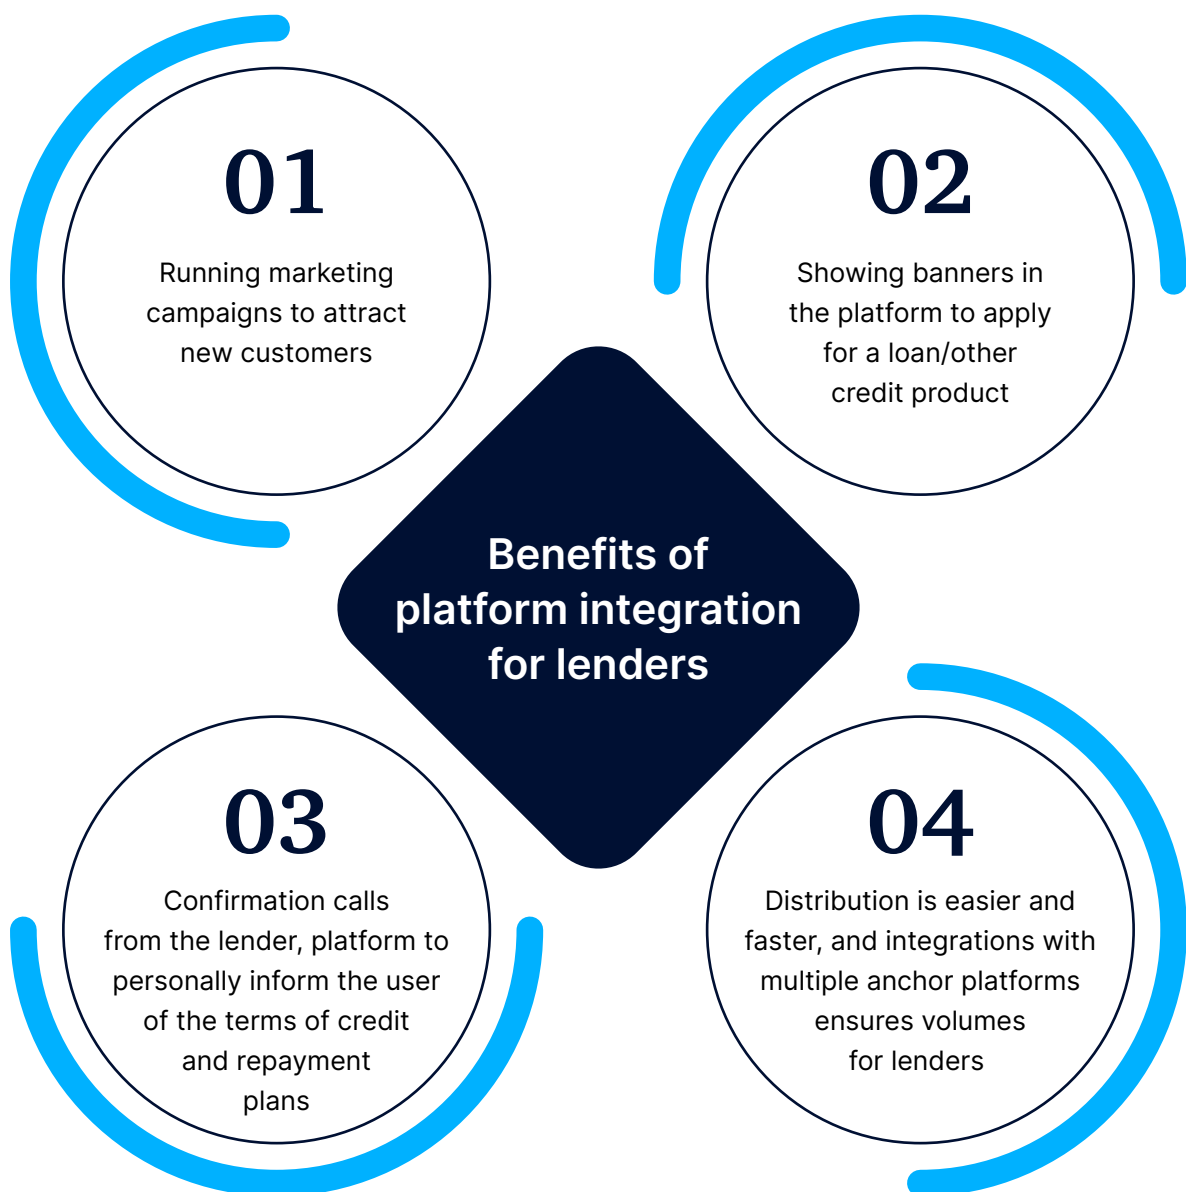 01
Running marketing
campaigns to attract
new customers
02
Showing banners in
the platform to apply
for a loan/other
credit product
Benefits of
platform integration
for lenders
03
Confirmation calls
from the lender, platform to
personally inform the user
of the terms of credit
and repayment
plans
04
Distribution is easier and
faster, and integrations with
multiple anchor platforms
ensures volumes
for lenders